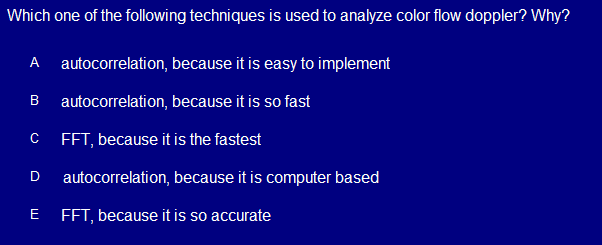 Which one of the following techniques is used to analyze color flow doppler? Why?
A autocorrelation, because it is easy to implement
B autocorrelation, because it is so fast
C FFT, because it is the fastest
D autocorrelation, because it is computer based
E FFT, because it is so accurate